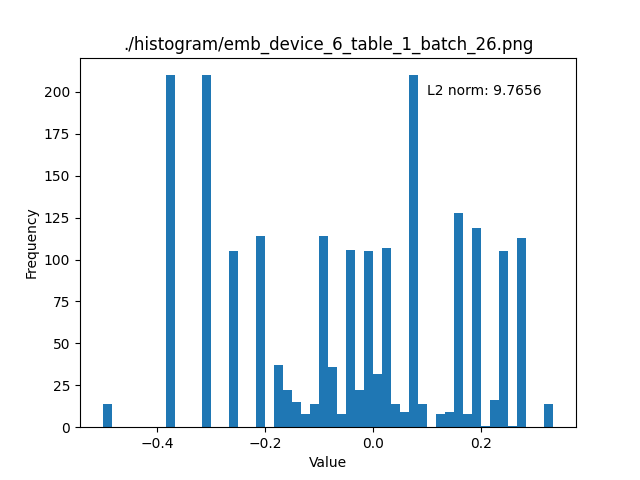 ./histogram/emb_device_6_table_1_batch_26.png
L2 norm: 9.7656
200
175
150
125
100
75
50
25
0
Frequency
−0.4 −0.2 0.0 0.2
Value